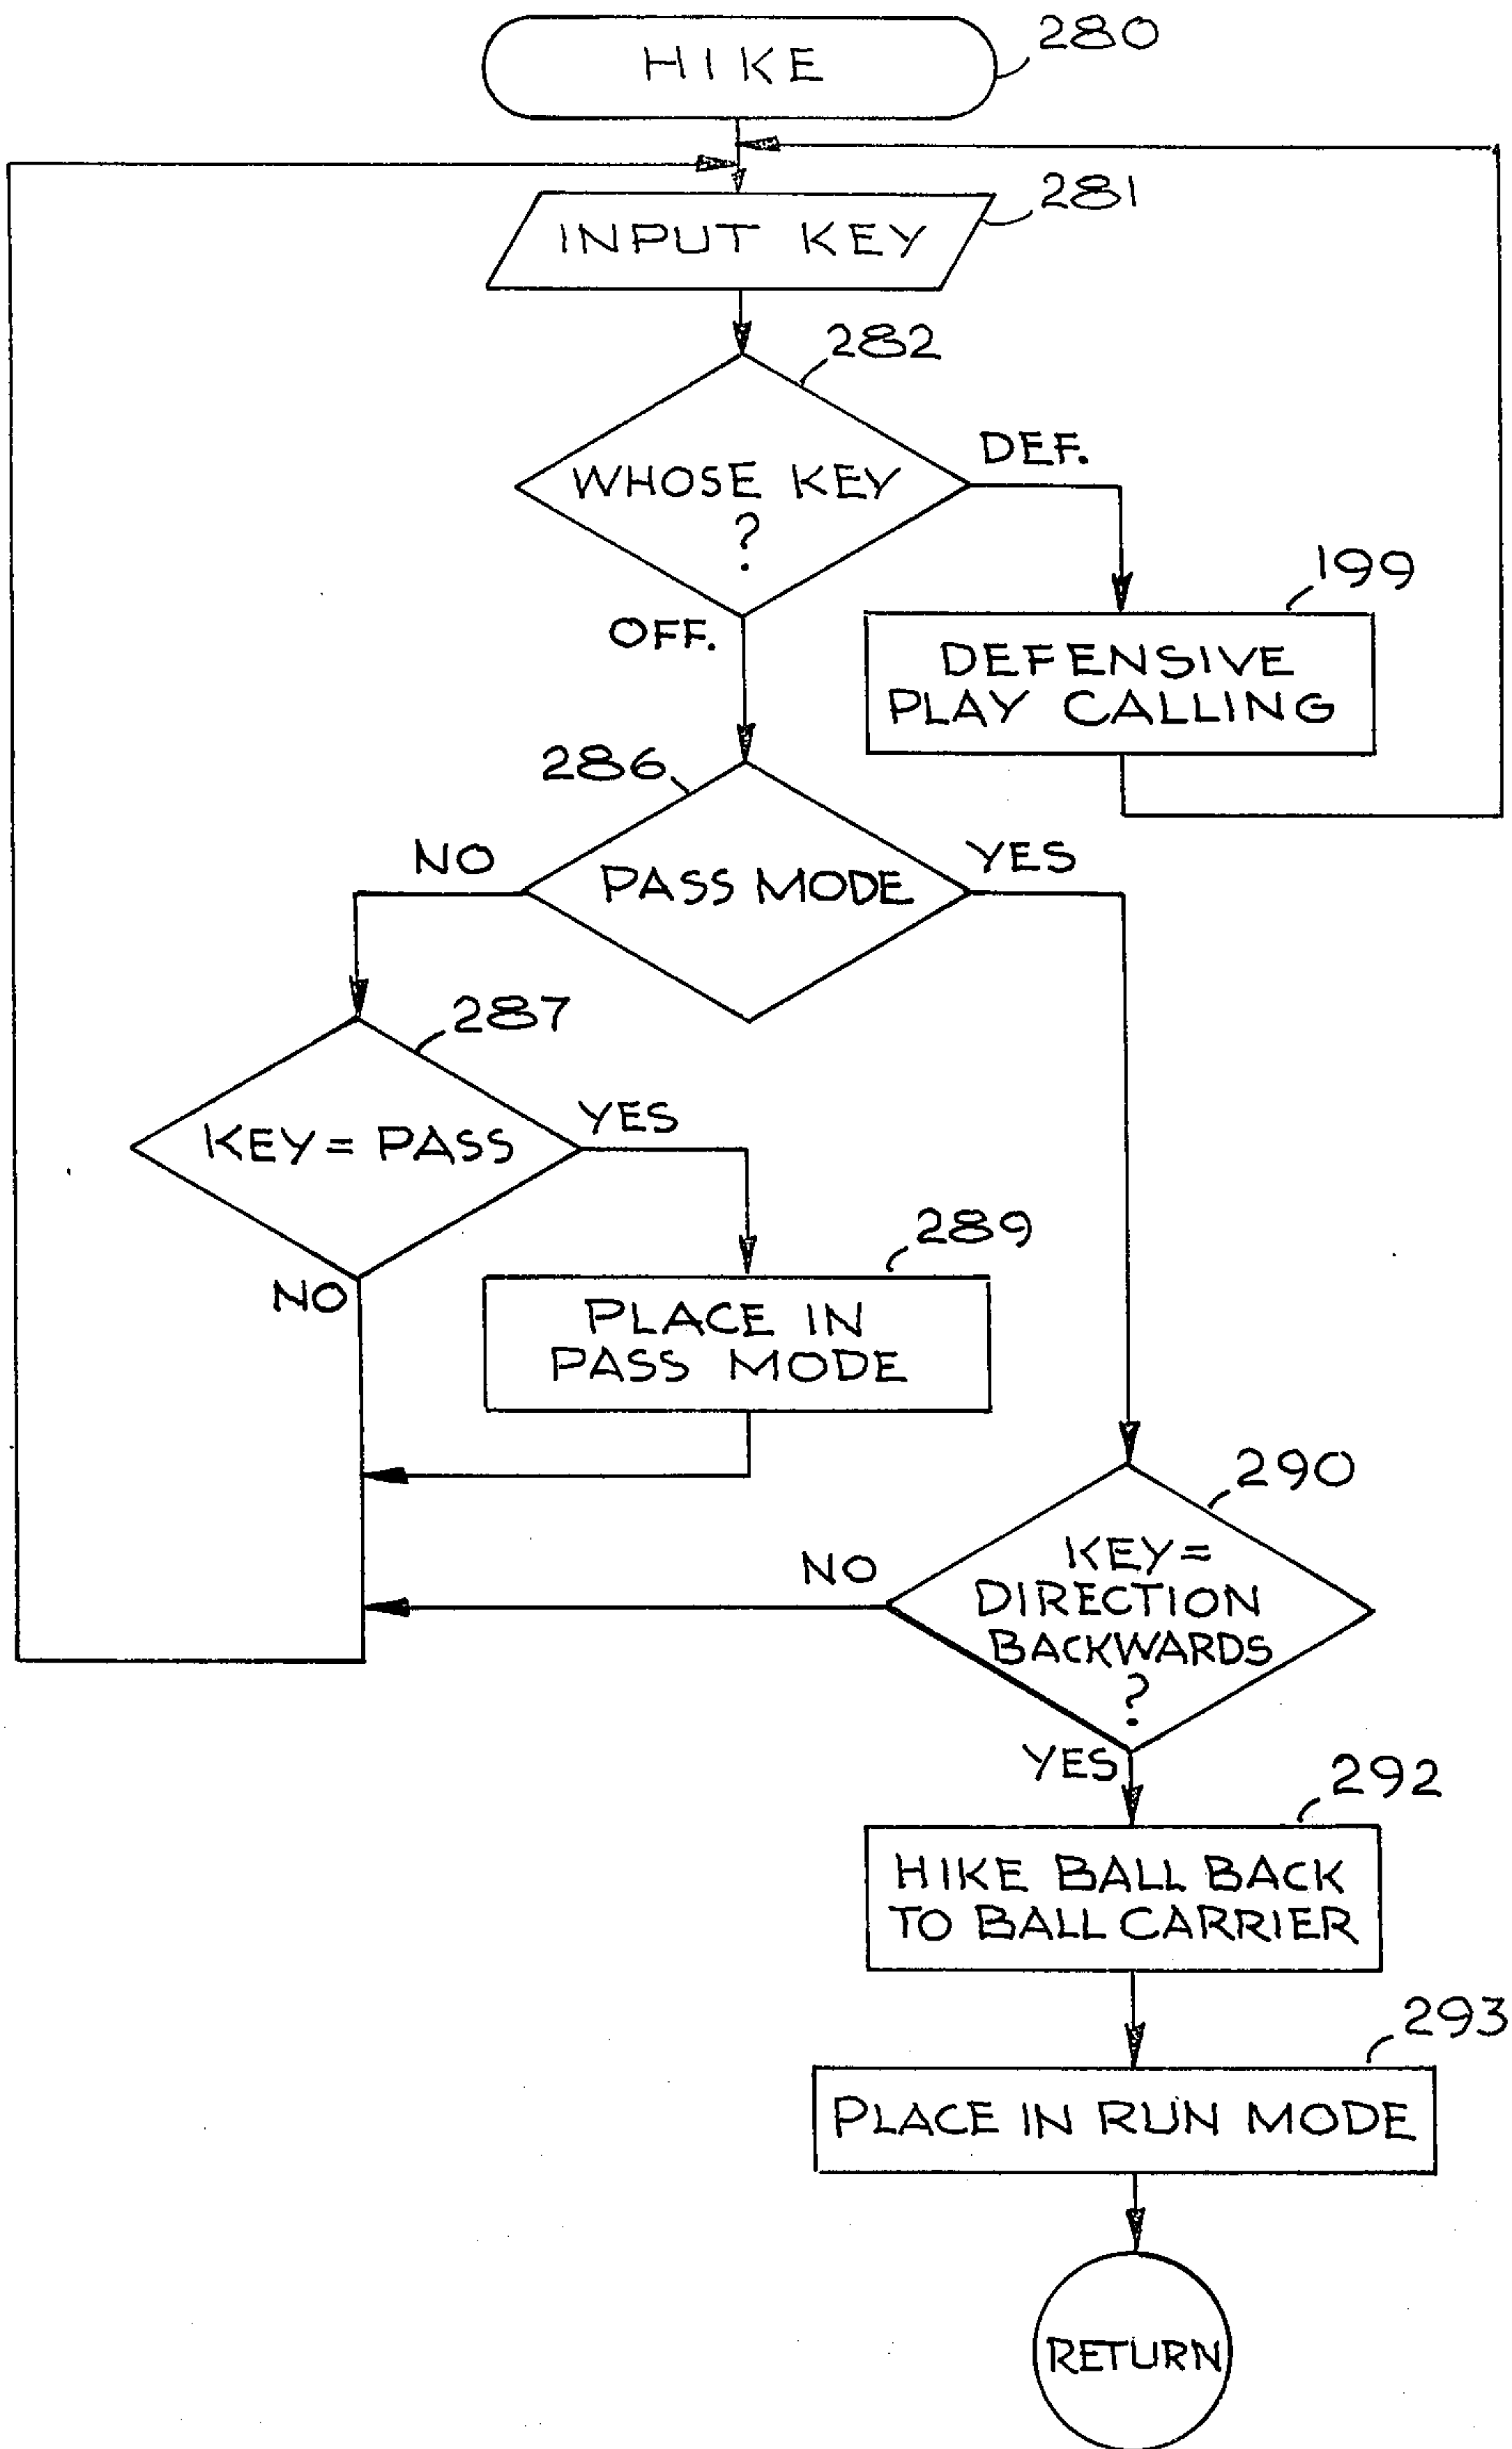 HIKE
280
INPUT KEY
281
282
WHOSE KEY
?
DEF.
OFF.
199
DEFENSIVE
PLAY CALLING
286
NO
PASS MODE
YES
287
KEY = PASS
YES
NO
289
PLACE IN
PASS MODE
290
NO
KEY =
DIRECTION
BACKWARDS
?
YES
292
HIKE BALL BACK
TO BALL CARRIER
293
PLACE IN RUN MODE
RETURN